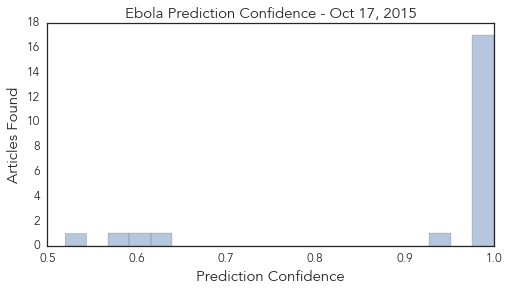 Ebola Prediction Confidence - Oct 17, 2015
Articles Found
18
16
14
12
10
8
6
4
2
0
0.5 0.6 0.7 0.8 0.9 1.0
Prediction Confidence